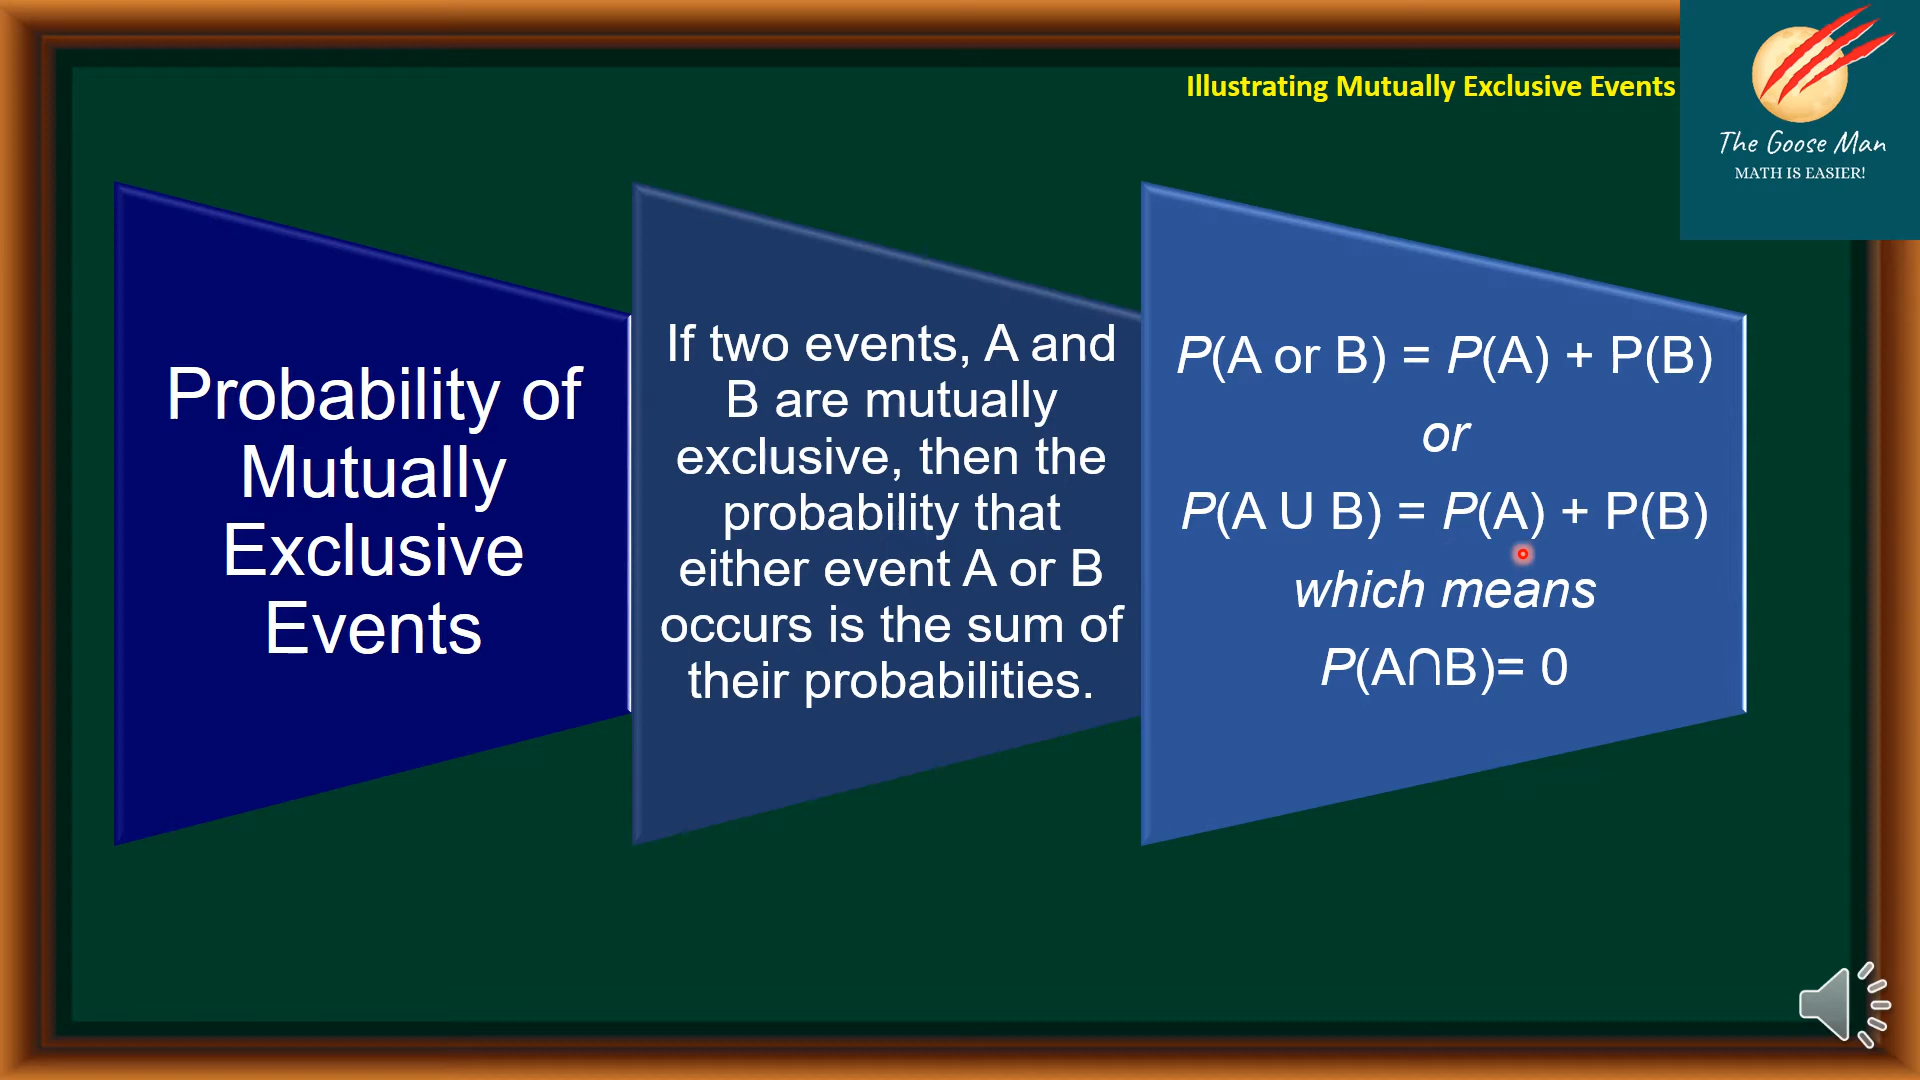 Illustrating Mutually Exclusive Events
The Goose Man
MATH IS EASIER!
Probability of
Mutually
Exclusive
Events
If two events, A and
B are mutually
exclusive, then the
probability that
either event A or B
occurs is the sum of
their probabilities.
P(A or B) = P(A) + P(B)
or
P(A U B) = P(A) + P(B)
which means
P(A∩B)= 0